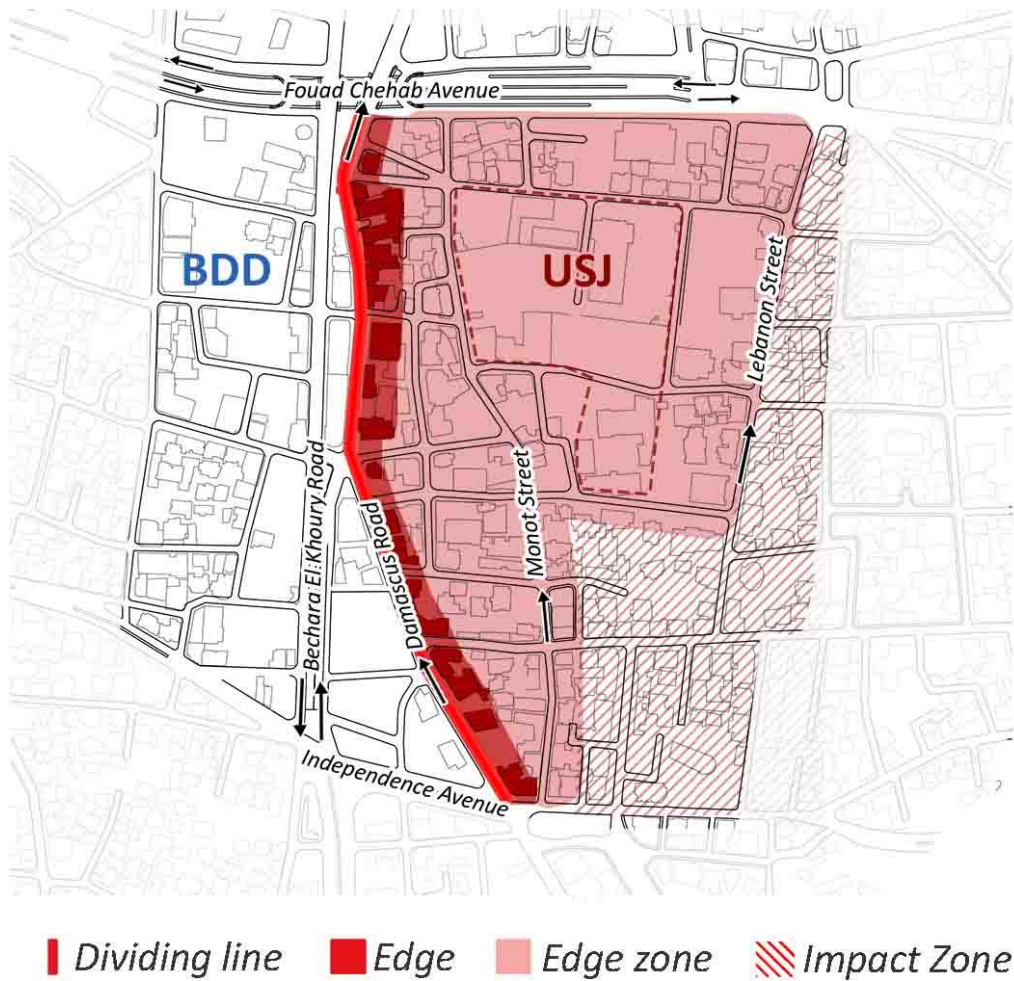 Fouad Chehab Avenue
BDD
USJ
Lebanon Street
Monot Street
Bechara El:Khoury Road
Damascus Road
Independence Avenue
Dividing line
Edge
Edge zone
Impact Zone